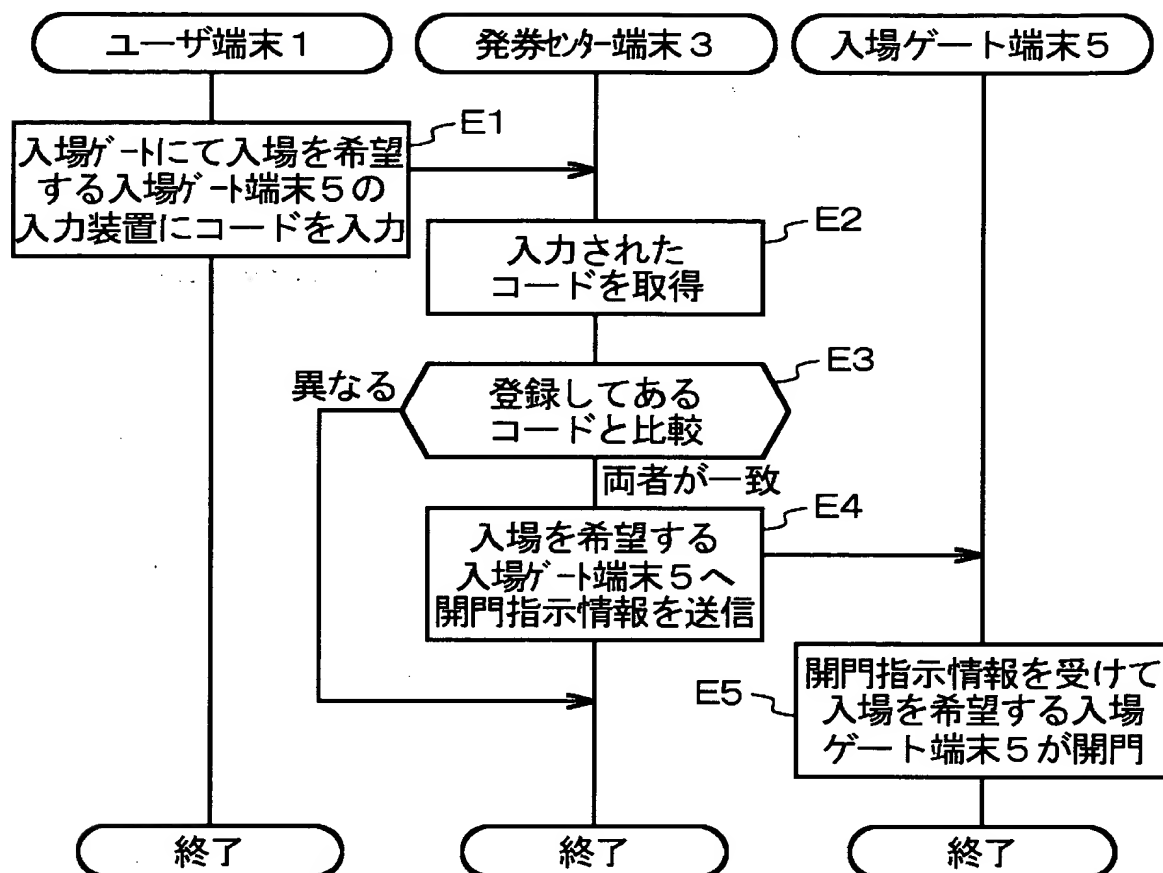 ユーザ端末1
発券センター端末3
入場ゲート端末5
E1
入場ゲートにて入場を希望
する入場ゲート端末5の
入力装置にコードを入力
E2
入力された
コードを取得
E3
異なる
登録してある
コードと比較
両者が一致
E4
入場を希望する
入場ゲート端末5へ
開門指示情報を送信
E5
開門指示情報を受けて
入場を希望する入場
ゲート端末5が開門
終了
終了
終了